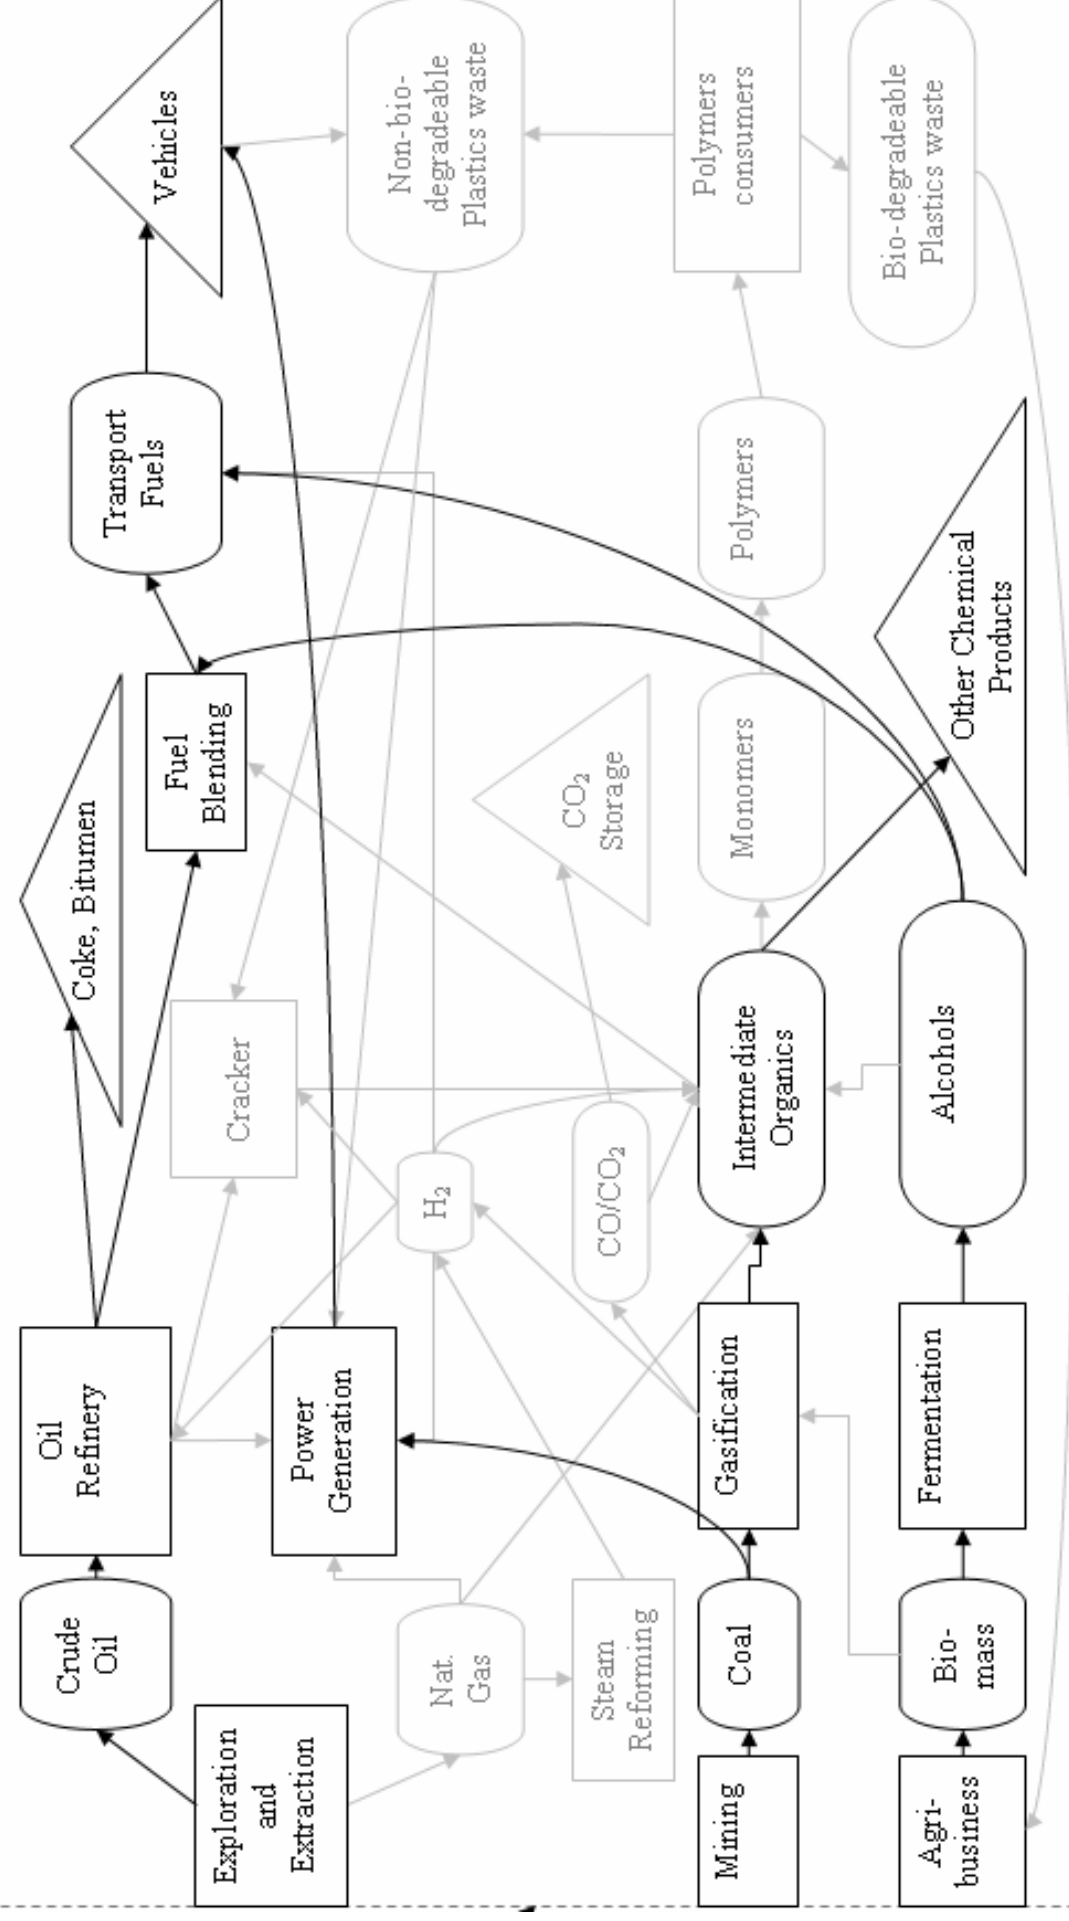 Exploration
and
Extraction
Crude
Oil
Oil
Refinery
Coke, Bitumen
Fuel
Blending
Transport
Fuels
Vehicles
Power
Generation
Cracker
Nat.
Gas
Steam
Reforming
H₂
CO/CO₂
CO₂
Storage
Non-bio-
degradeable
Plastics waste
Mining
Coal
Gasification
Intermediate
Organics
Monomers
Polymers
Polymers
consumers
Agri-
business
Bio-
mass
Fermentation
Alcohols
Other Chemical
Products
Bio-degradeable
Plastics waste